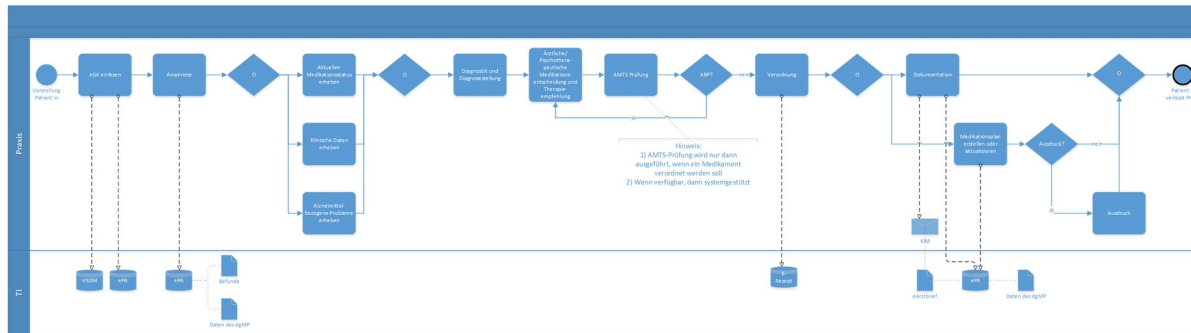 Praxis
Vorstellung
Patient in
eGK einlesen
Anamnese
O
Aktuellen
Medikationsstatus
erheben
Klinische Daten
erheben
Arzneimittel-
bezogene Probleme
erheben
O
Diagnostik und
Diagnosestellung
Ärztliche/
Psychothera-
peutische
Medikations-
entscheidung und
Therapie-
empfehlung
AMTS Prüfung
ABP?
nein
ja
Hinweis:
1) AMTS-Prüfung wird nur dann
ausgeführt, wenn ein Medikament
verordnet werden soll
2) Wenn verfügbar, dann systemgestützt
Verordnung
O
Dokumentation
Medikationsplan
erstellen oder
aktualisieren
Ausdruck?
nein
ja
Ausdruck
O
Patient i
verlässt Pr
TI
VSDM
ePA
ePA
Befunde
Daten des dgMP
E-
Rezept
KIM
eArztbrief
ePA
Daten des dgMP